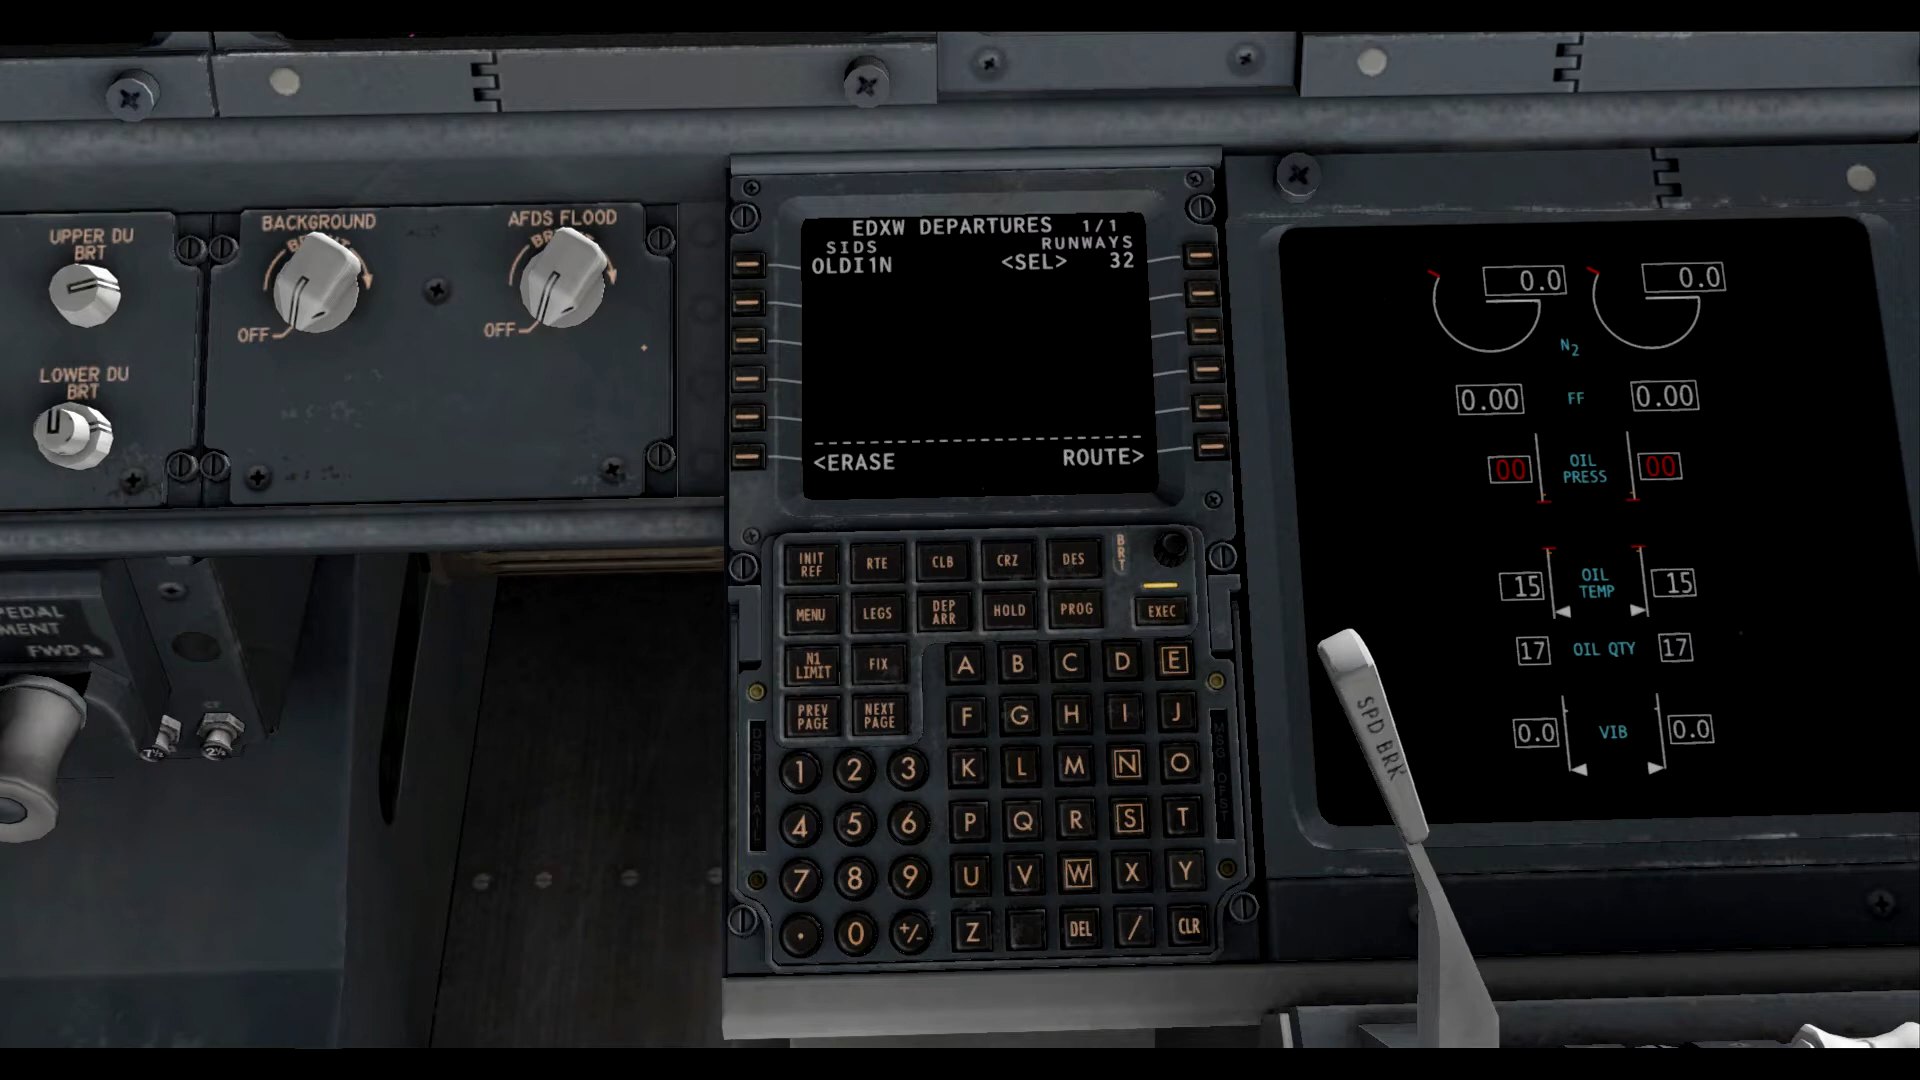 UPPER DU
BRT
LOWER DU
BRT
BACKGROUND
OFF
AFDS FLOOD
OFF
PEDAL
FWD
EDXW DEPARTURES 1/1
SIDS RUNWAYS
OLDI1N <SEL> 32
------------------------------
<ERASE ROUTE>
INIT REF RTE CLB CRZ DES BRT
MENU LEGS DEP ARR HOLD PROG EXEC
N1 LIMIT FIX
PREV PAGE NEXT PAGE
A B C D E
F G H I J
K L M N O
P Q R S T
U V W X Y
Z DEL / CLR
1 2 3
4 5 6
7 8 9
. 0 +/-
0.0 0.0
N2
0.00 FF 0.00
00 OIL PRESS 00
15 OIL TEMP 15
17 OIL QTY 17
0.0 VIB 0.0
SPD BRK